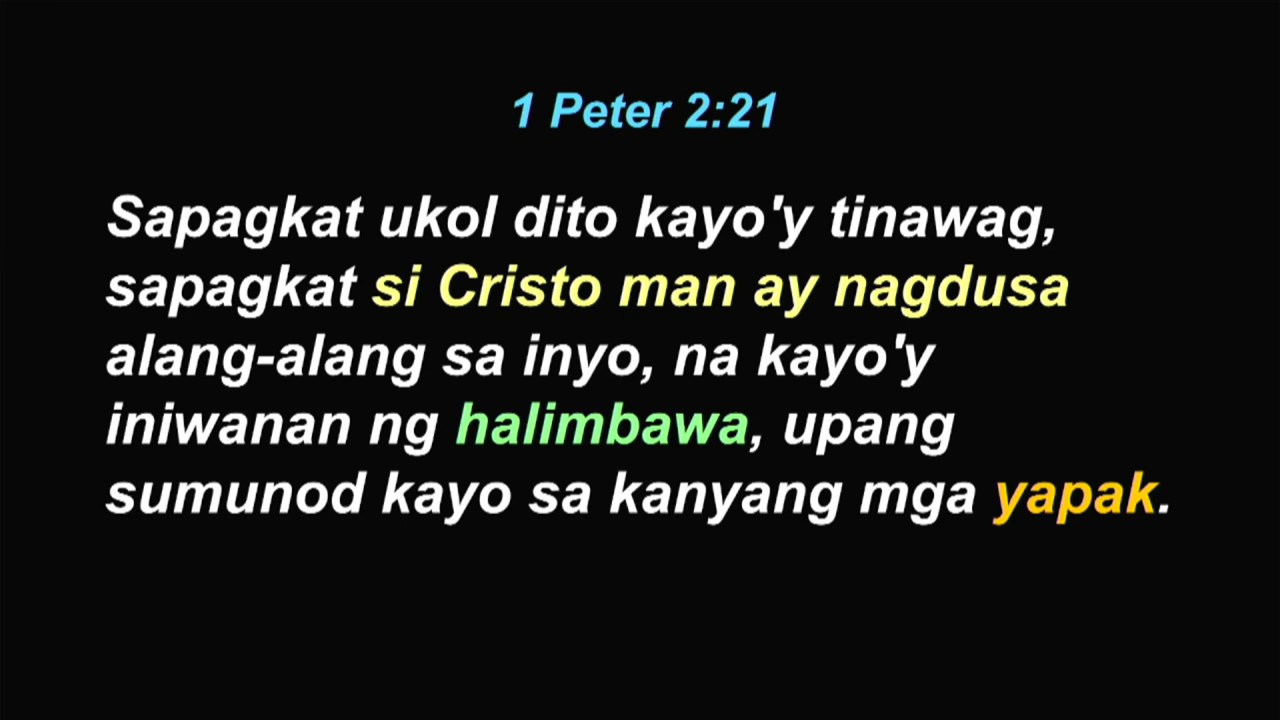 1 Peter 2:21
Sapagkat ukol dito kayo'y tinawag,
sapagkat si Cristo man ay nagdusa
alang-alang sa inyo, na kayo'y
iniwanan ng halimbawa, upang
sumunod kayo sa kanyang mga yapak.